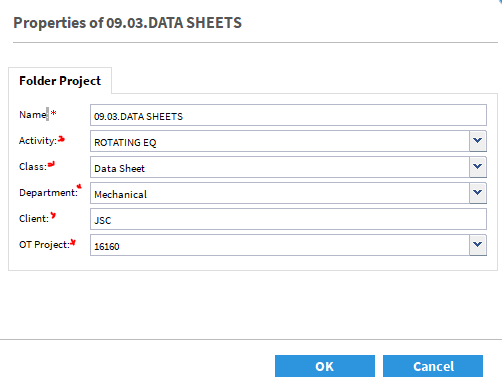 Properties of 09.03.DATA SHEETS
Folder Project
Name * 09.03.DATA SHEETS
Activity: ROTATING EQ
Class: Data Sheet
Department: Mechanical
Client: JSC
OT Project: 16160
OK Cancel